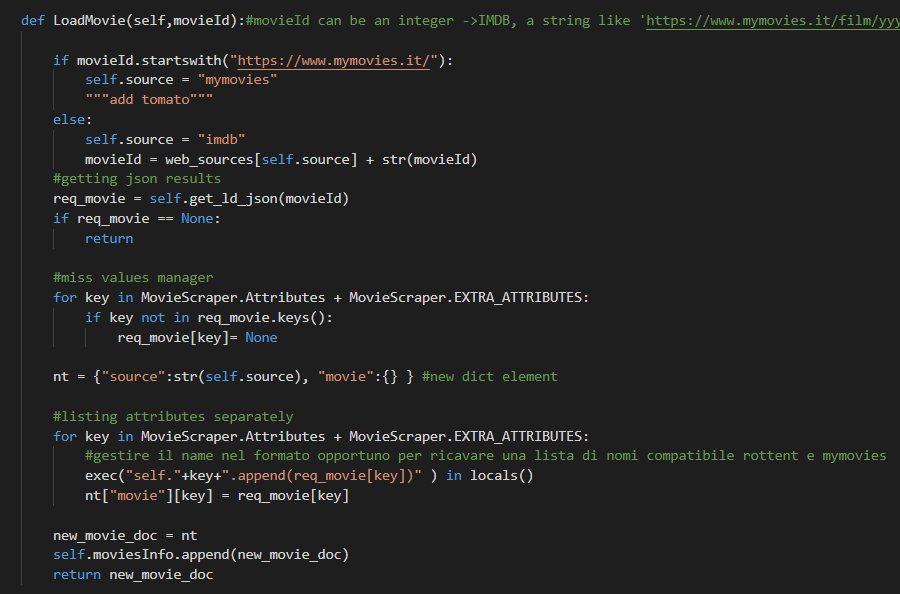 def LoadMovie(self,movieId):#movieId can be an integer ->IMDB, a string like 'https://www.mymovies.it/film/yyy
if movieId.startswith("https://www.mymovies.it/"):
self.source = "mymovies"
"""add tomato"""
else:
self.source = "imdb"
movieId = web_sources[self.source] + str(movieId)
#getting json results
req_movie = self.get_ld_json(movieId)
if req_movie == None:
return
#miss values manager
for key in MovieScraper.Attributes + MovieScraper.EXTRA_ATTRIBUTES:
if key not in req_movie.keys():
req_movie[key]= None
nt = {"source":str(self.source), "movie":{} } #new dict element
#listing attributes separately
for key in MovieScraper.Attributes + MovieScraper.EXTRA_ATTRIBUTES:
#gestire il name nel formato opportuno per ricavare una lista di nomi compatibile rottent e mymovies
exec("self."+key+".append(req_movie[key])" ) in locals()
nt["movie"][key] = req_movie[key]
new_movie_doc = nt
self.moviesInfo.append(new_movie_doc)
return new_movie_doc